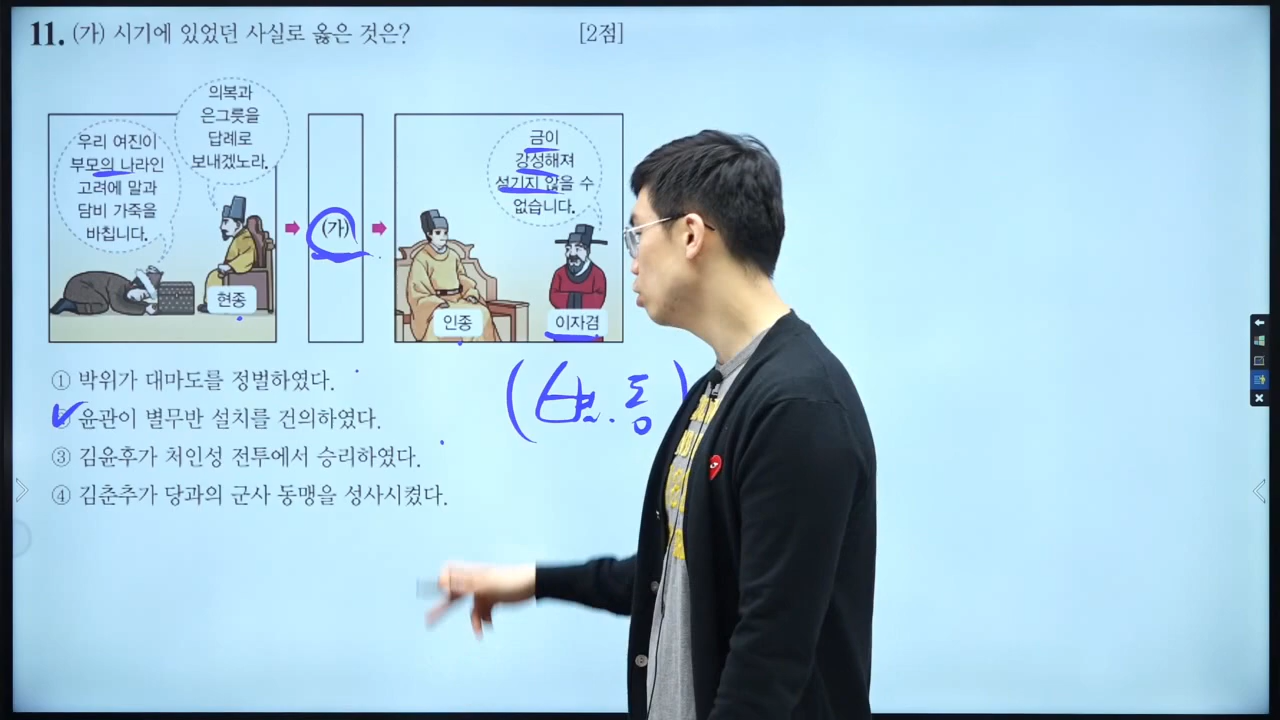 11. (가) 시기에 있었던 사실로 옳은 것은? [2점]
의복과
은그릇을
답례로
보내겠노라.
우리 여진이
부모의 나라인
고려에 말과
담비 가죽을
바칩니다.
현종
(가)
금이
강성해져
섬기지 않을 수
없습니다.
인종
이자겸
① 박위가 대마도를 정벌하였다.
② 윤관이 별무반 설치를 건의하였다.
③ 김윤후가 처인성 전투에서 승리하였다.
④ 김춘추가 당과의 군사 동맹을 성사시켰다.